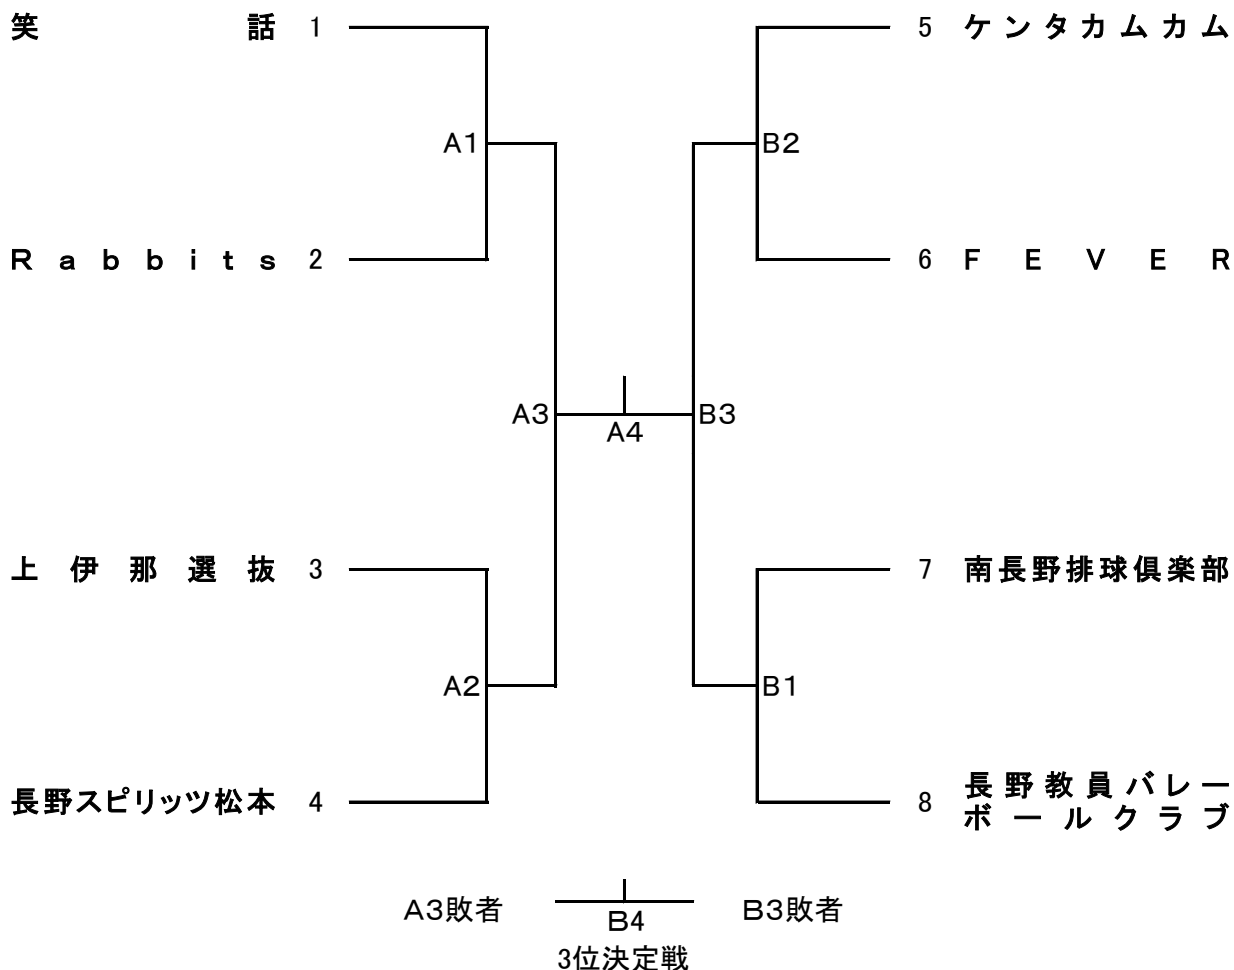 笑話 1
5 ケンタカムカム
A1
B2
Rabbits 2
6 FEVER
A3
A4
B3
上伊那選抜 3
7 南長野排球倶楽部
A2
B1
長野スピリッツ松本 4
8 長野教員バレー
ボールクラブ
A3敗者
B4
B3敗者
3位決定戦